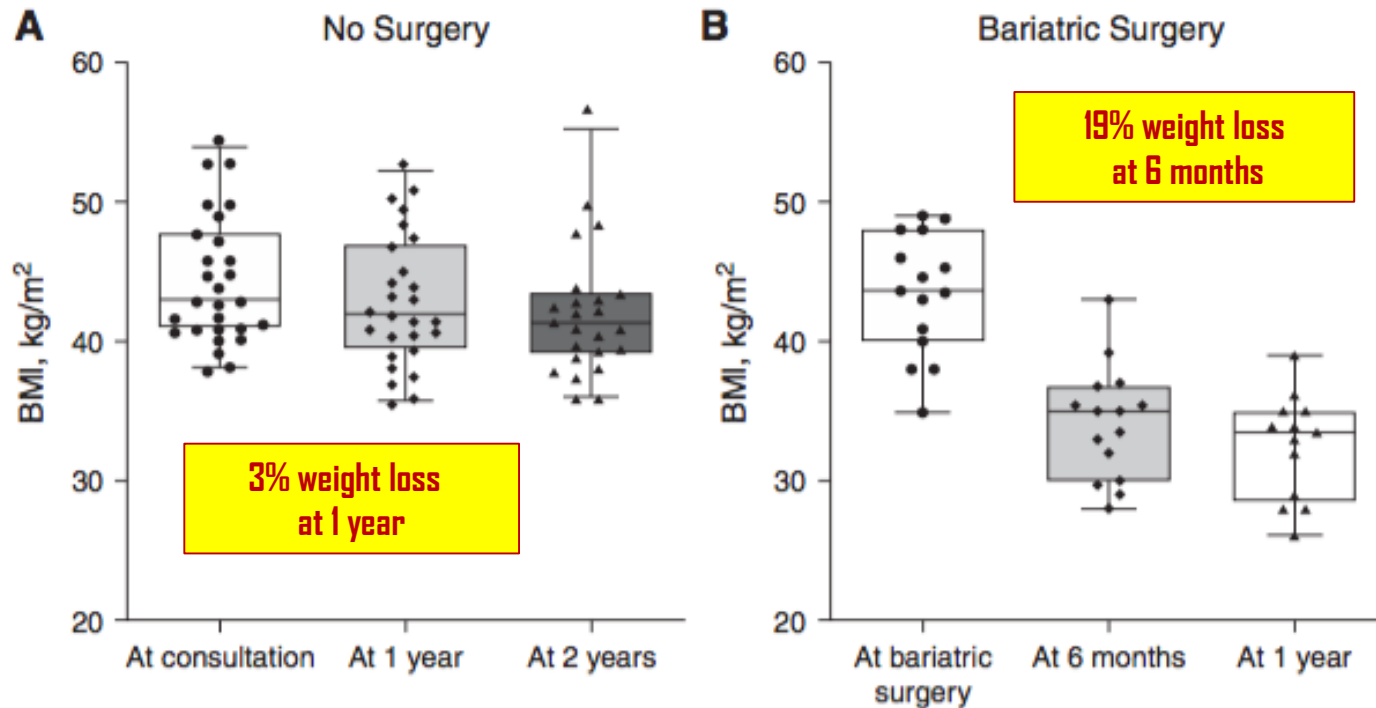 A
No Surgery
60
50
40
30
20
BMI, kg/m²
3% weight loss
at 1 year
At consultation
At 1 year
At 2 years
B
Bariatric Surgery
60
50
40
30
20
BMI, kg/m²
19% weight loss
at 6 months
At bariatric
surgery
At 6 months
At 1 year